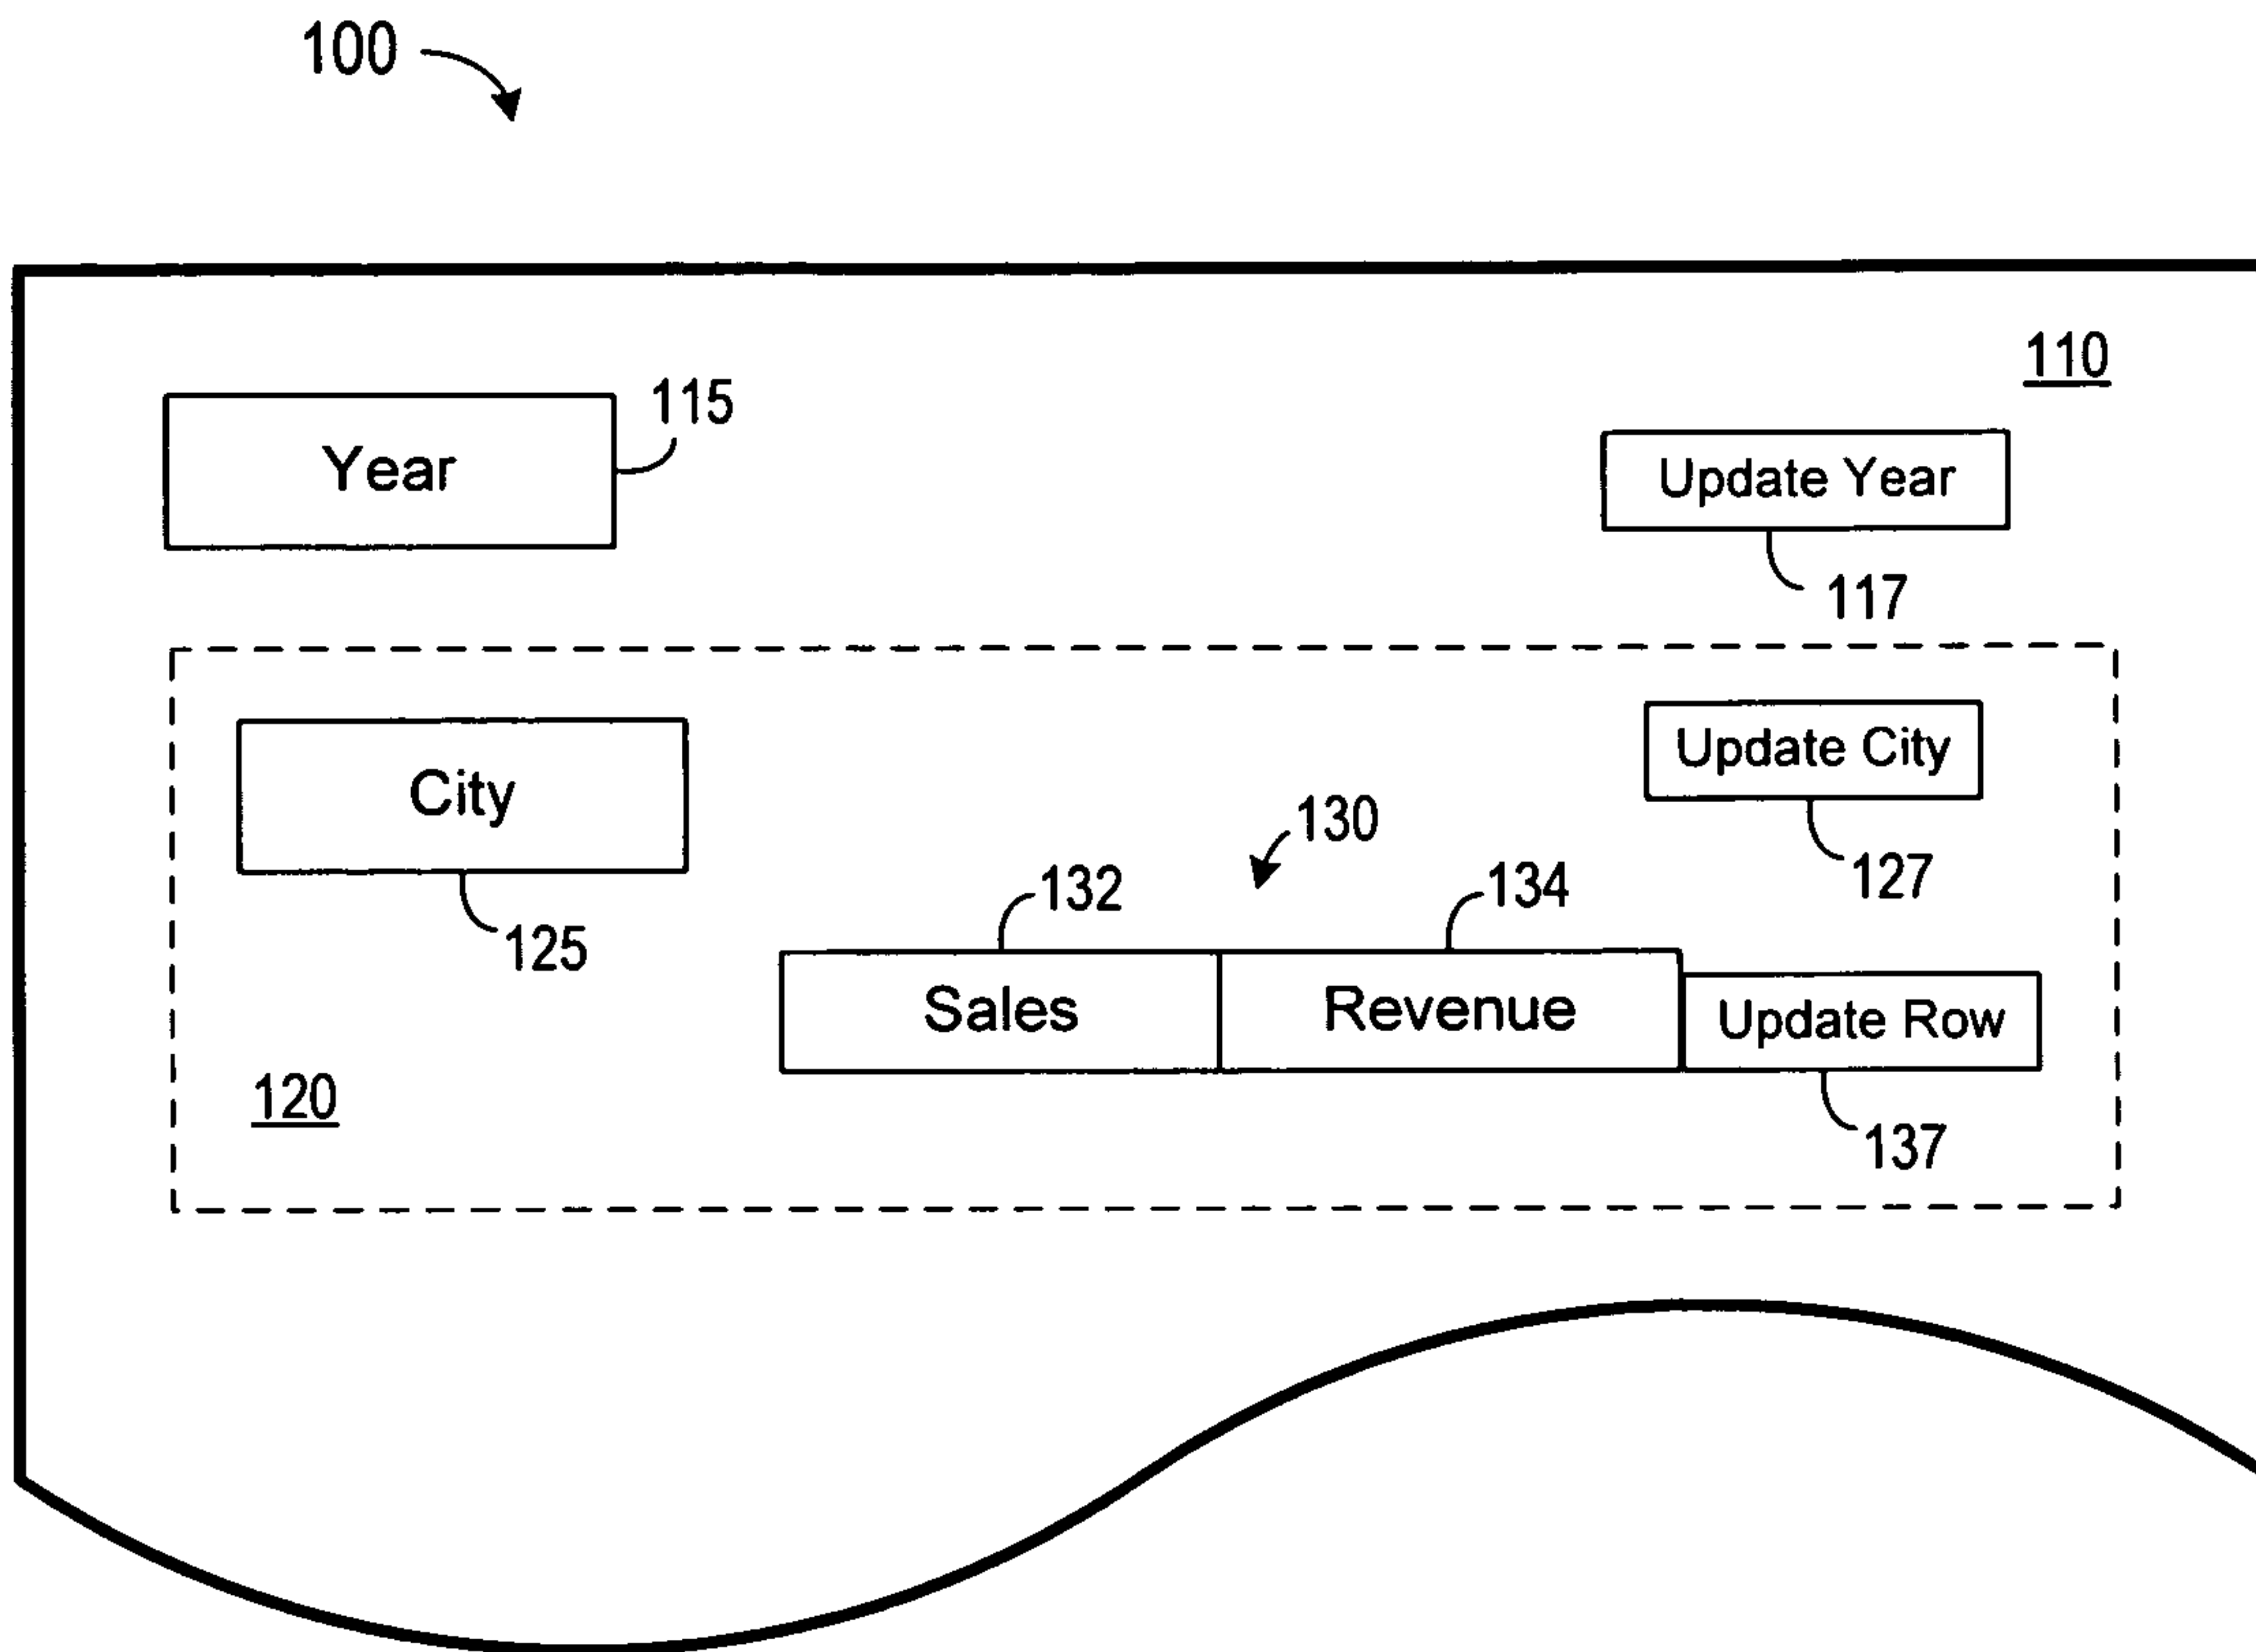 100
110
115
Year
Update Year
117
Update City
City
130
127
132
134
125
Sales
Revenue
Update Row
120
137